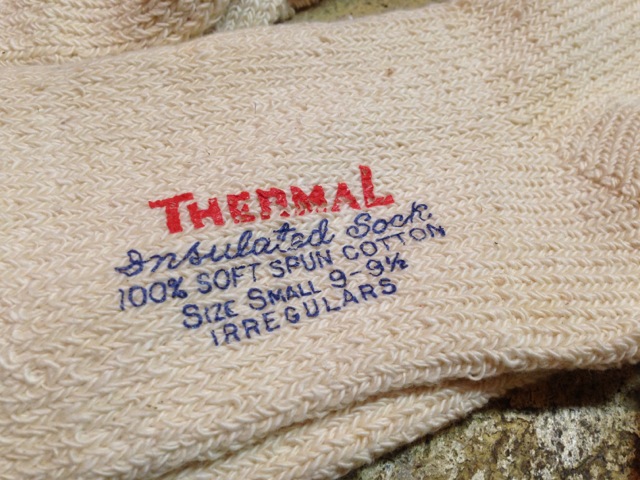 THERMAL
Insulated Sock
100% SOFT SPUN COTTON
SIZE SMALL 9-9½
IRREGULARS